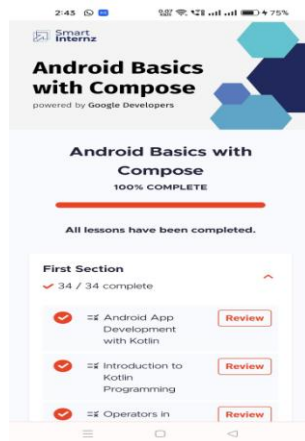 2:43 75%
Smart
Internz
Android Basics
with Compose
powered by Google Developers
Android Basics with
Compose
100% COMPLETE
All lessons have been completed.
First Section
34 / 34 complete
Android App
Development
with Kotlin
Review
Introduction to
Kotlin
Programming
Review
Operators in
Review